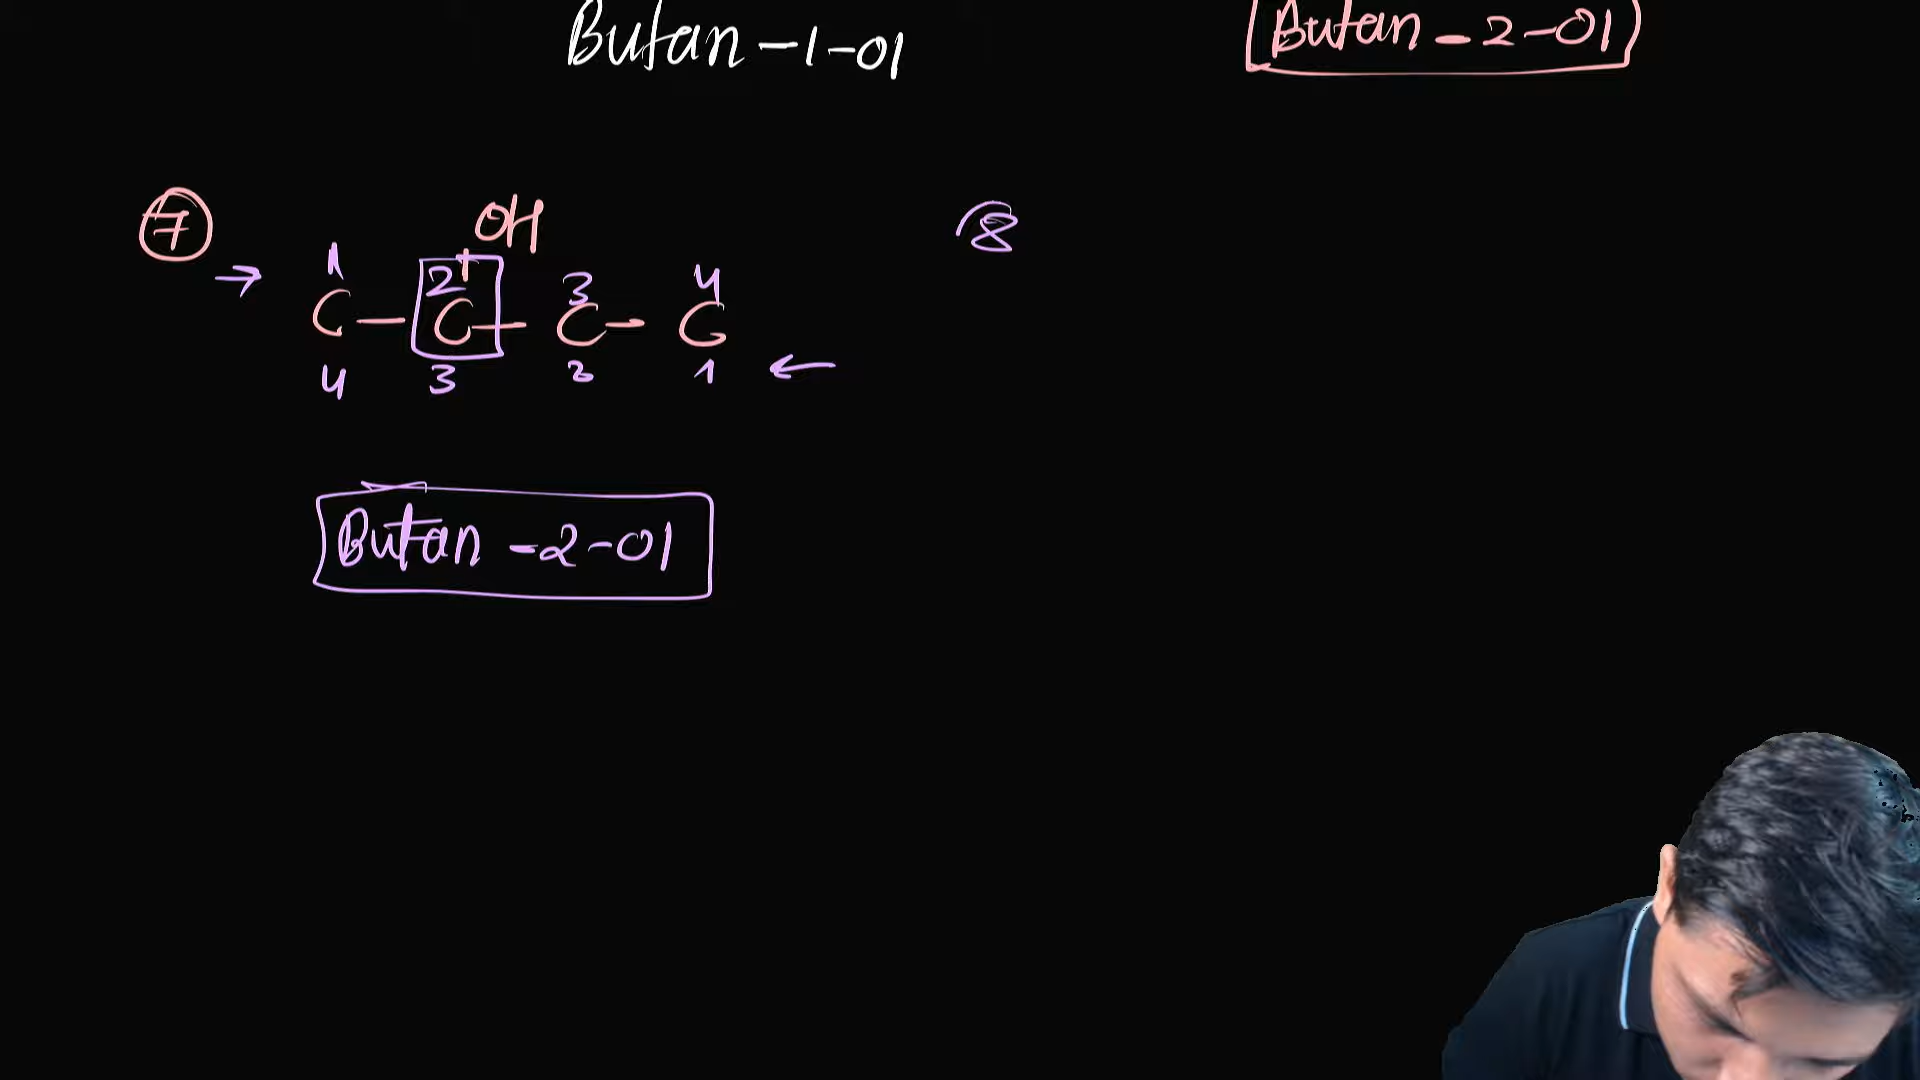 Butan-1-ol
Butan-2-ol
7
OH
1 2 3 4
C-C-C-C
4 3 2 1
Butan-2-ol
8